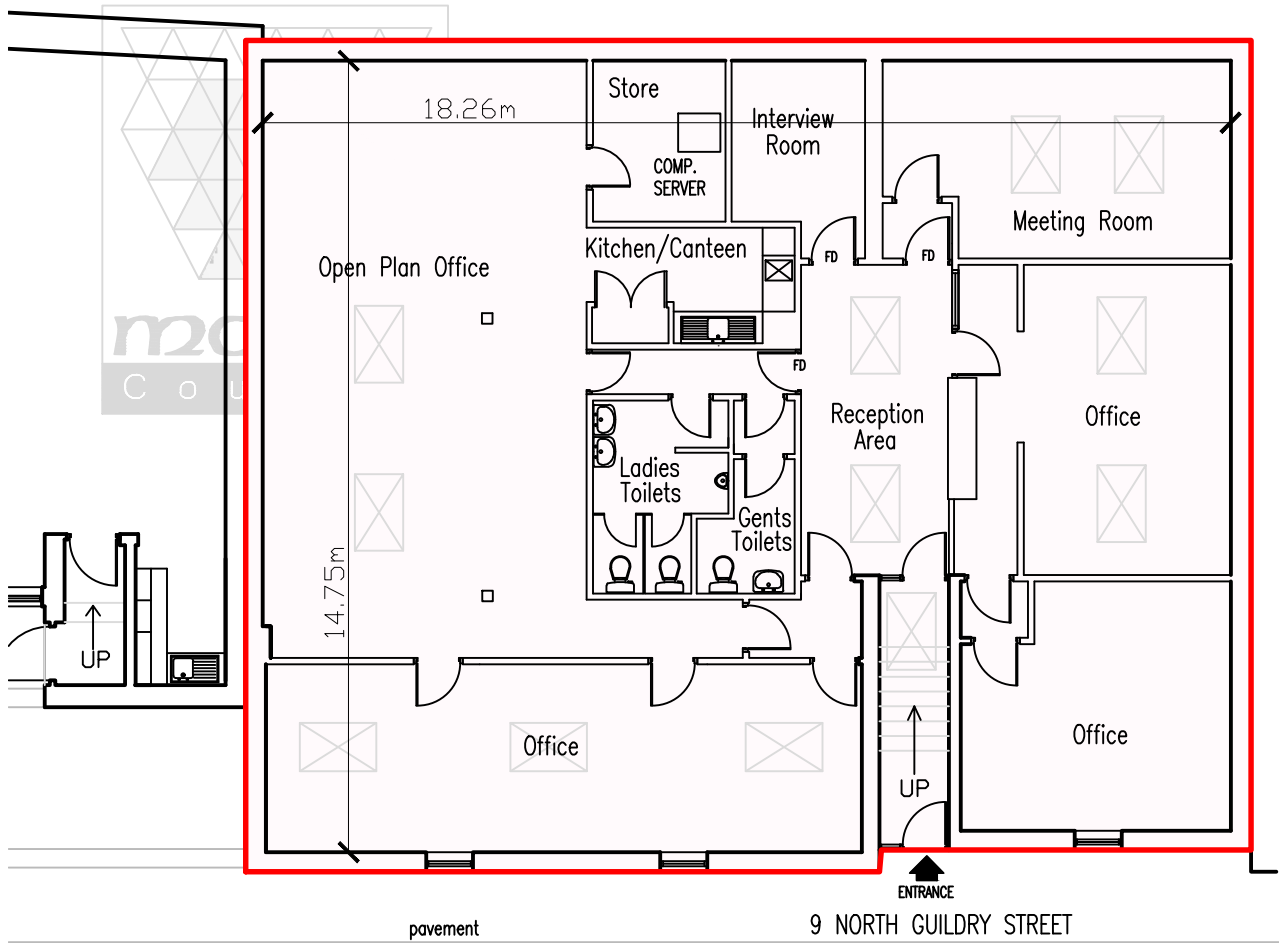 18.26m
Store
COMP.
SERVER
Interview
Room
Meeting Room
Kitchen/Canteen
FD
FD
Open Plan Office
FD
C o
Reception
Area
Office
Ladies
Toilets
Gents
Toilets
14.75m
UP
Office
Office
UP
ENTRANCE
9 NORTH GUILDRY STREET
pavement